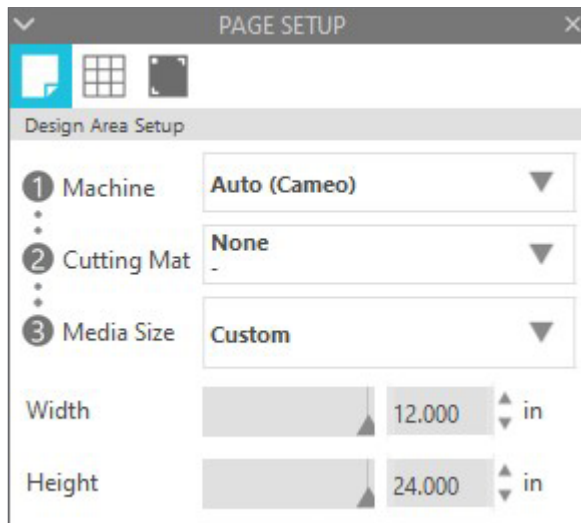 PAGE SETUP
Design Area Setup
1 Machine Auto (Cameo)
2 Cutting Mat None
-
3 Media Size Custom
Width 12.000 in
Height 24.000 in